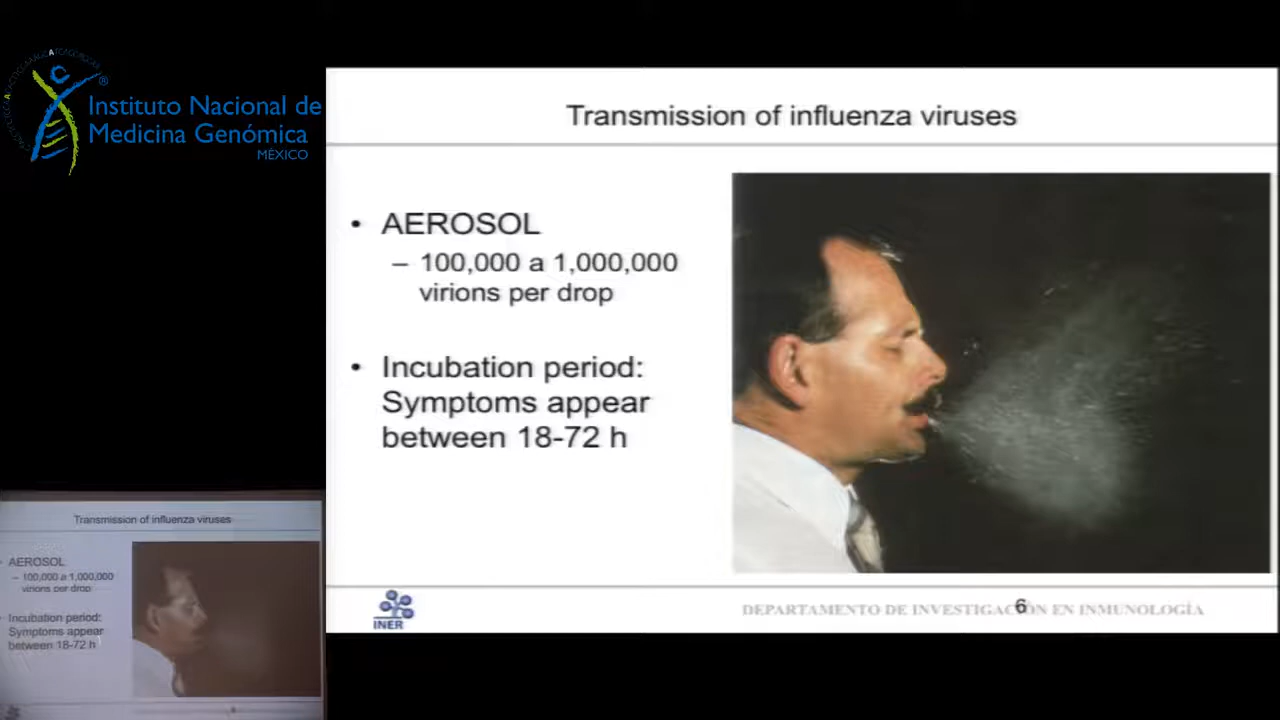 Instituto Nacional de
Medicina Genómica
MÉXICO
Transmission of influenza viruses
• AEROSOL
– 100,000 a 1,000,000
virions per drop
• Incubation period:
Symptoms appear
between 18-72 h
INER
DEPARTAMENTO DE INVESTIGACIÓN EN INMUNOLOGÍA
6
Transmission of influenza viruses
AEROSOL
– 100,000 a 1,000,000
virions per drop
Incubation period:
Symptoms appear
between 18-72 h